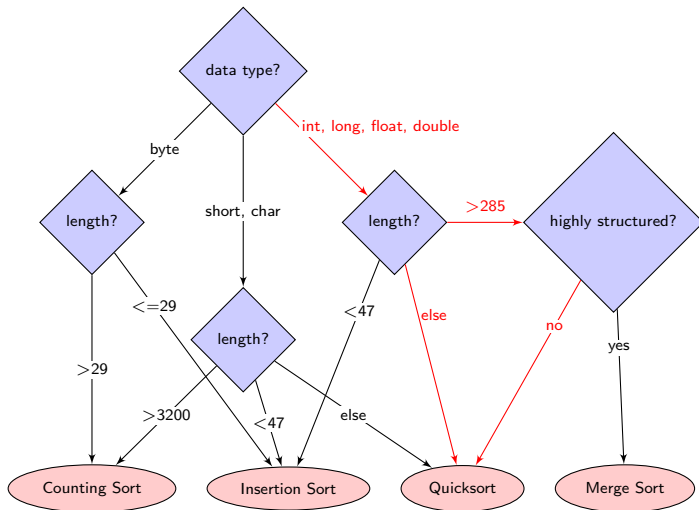 data type?
int, long, float, double
byte
short, char
length?
length?
>285
highly structured?
<=29
<47
else
length?
no
yes
>29
>3200
<47
else
Counting Sort
Insertion Sort
Quicksort
Merge Sort